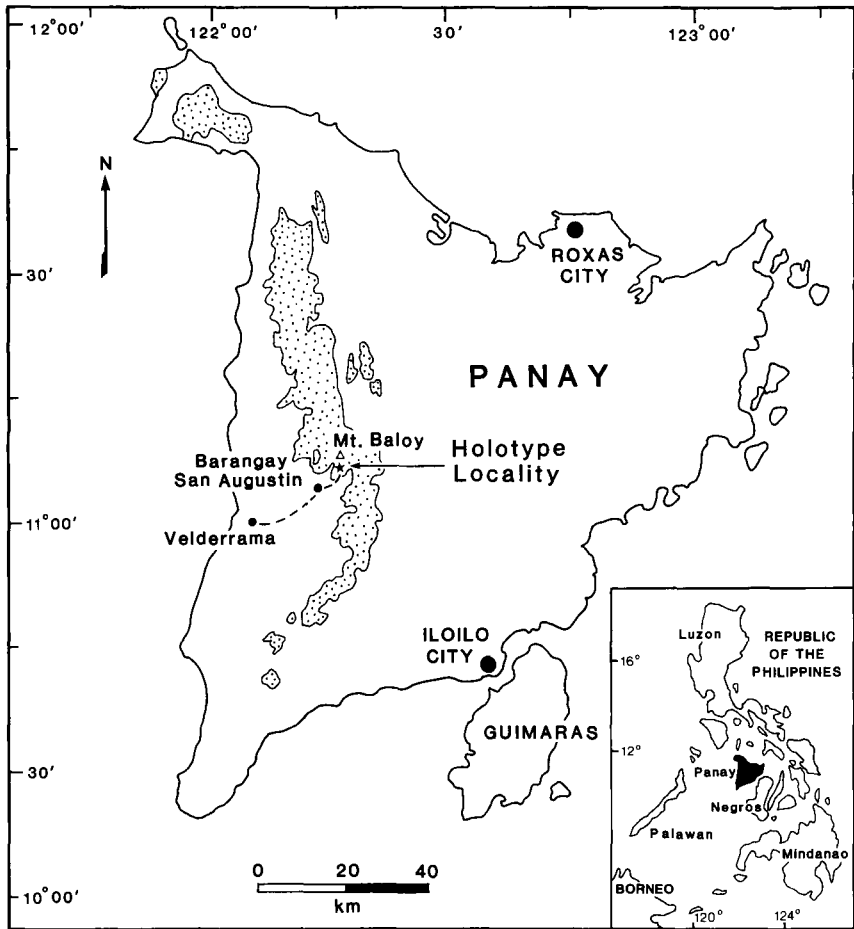 12°00′
122°00′
30′
123°00′
N
ROXAS
CITY
30′
PANAY
Mt. Baloy
Barangay
San Augustin
Holotype
Locality
11°00′
Velderrama
ILOILO
CITY
GUIMARAS
30′
0 20 40
km
10°00′
Luzon
REPUBLIC
OF THE
PHILIPPINES
16°
12°
Panay
Negros
Palawan
Mindanao
BORNEO
120°
124°